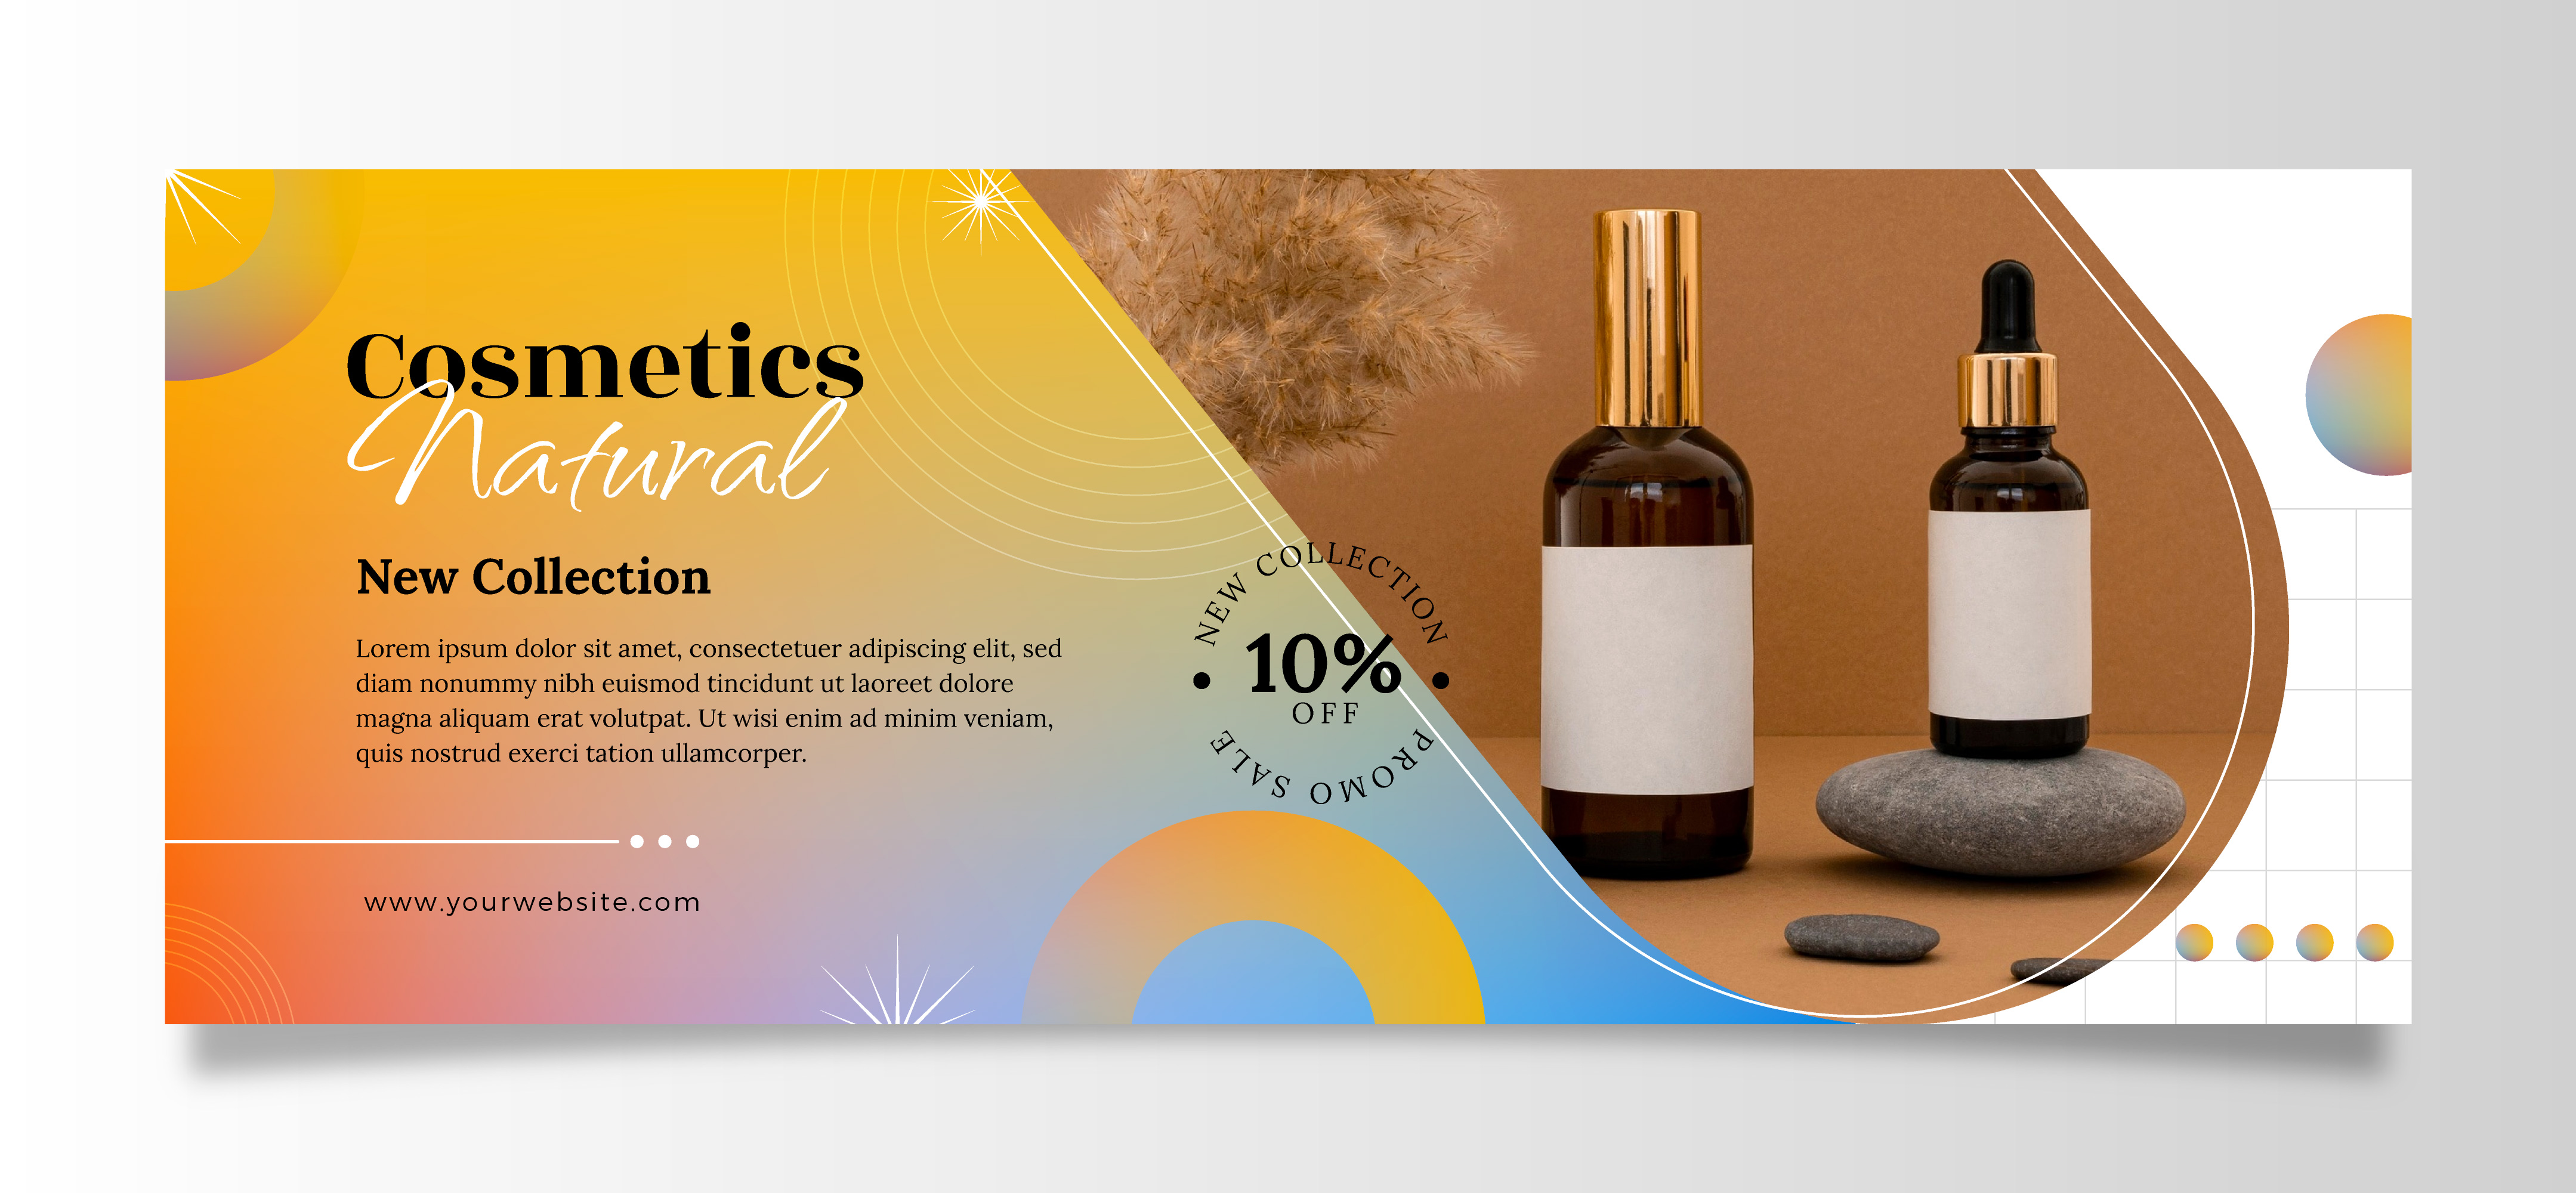 Cosmetics
Natural
New Collection
Lorem ipsum dolor sit amet, consectetuer adipiscing elit, sed
diam nonummy nibh euismod tincidunt ut laoreet dolore
magna aliquam erat volutpat. Ut wisi enim ad minim veniam,
quis nostrud exerci tation ullamcorper.
www.yourwebsite.com
NEW COLLECTION
10%
OFF
PROMO SALE